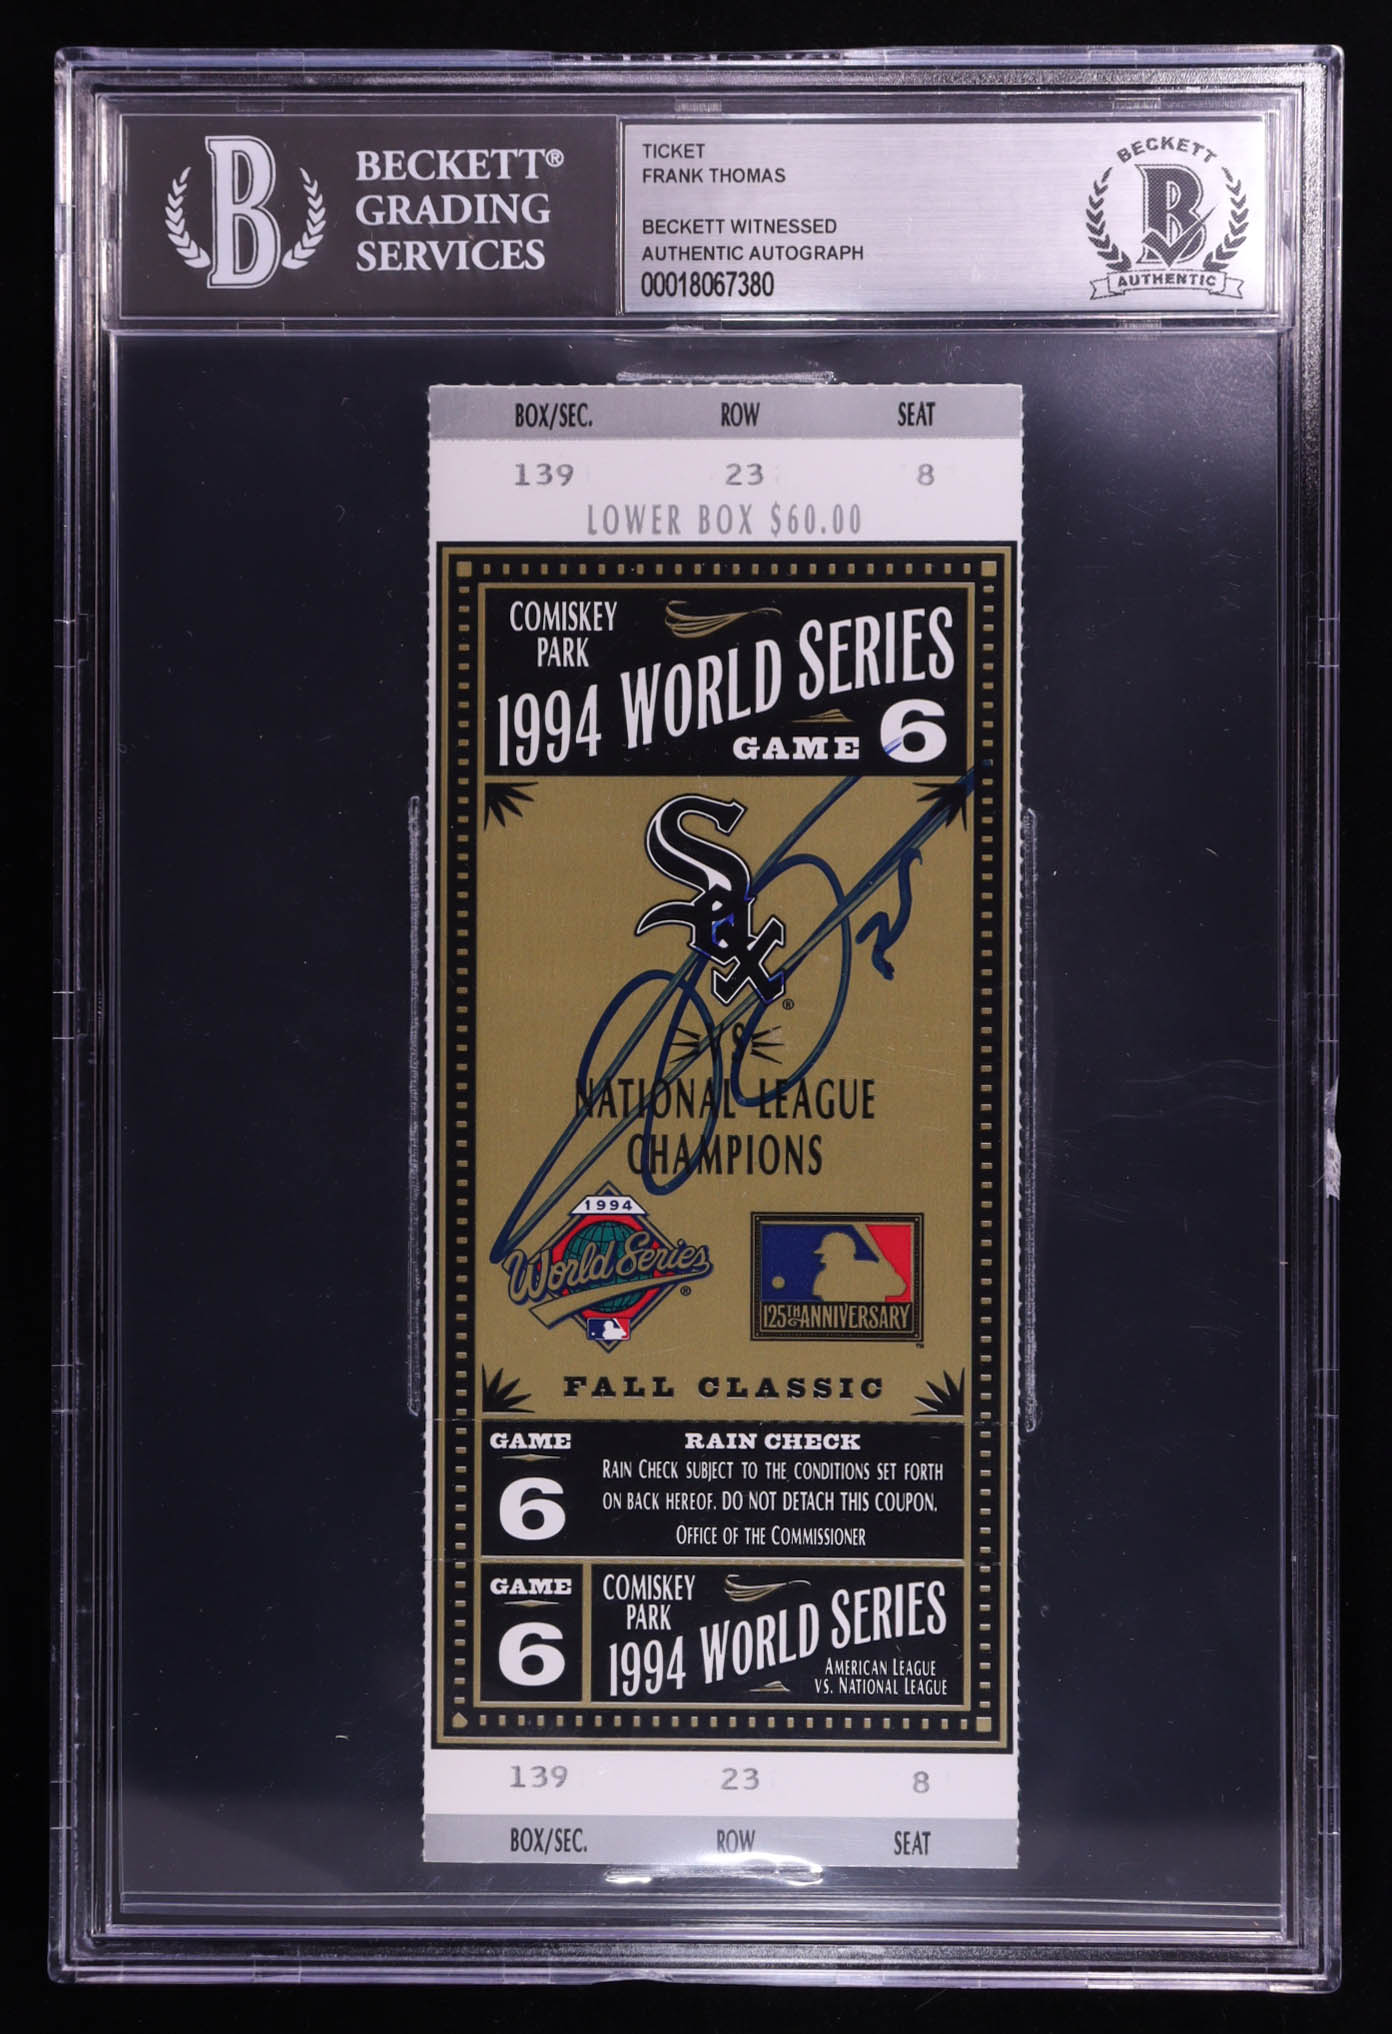 BECKETT®
GRADING
SERVICES
TICKET
FRANK THOMAS
BECKETT WITNESSED
AUTHENTIC AUTOGRAPH
00018067380
BECKETT
B
AUTHENTIC
BOX/SEC. ROW SEAT
139 23 8
LOWER BOX $60.00
COMISKEY
PARK
1994 WORLD SERIES
GAME 6
Sox®
35
&
NATIONAL LEAGUE
CHAMPIONS
1994
World Series®
125TH ANNIVERSARY™
FALL CLASSIC
GAME
6
RAIN CHECK
RAIN CHECK SUBJECT TO THE CONDITIONS SET FORTH
ON BACK HEREOF. DO NOT DETACH THIS COUPON.
OFFICE OF THE COMMISSIONER
GAME
6
COMISKEY
PARK
1994 WORLD SERIES
AMERICAN LEAGUE
VS. NATIONAL LEAGUE
139 23 8
BOX/SEC. ROW SEAT